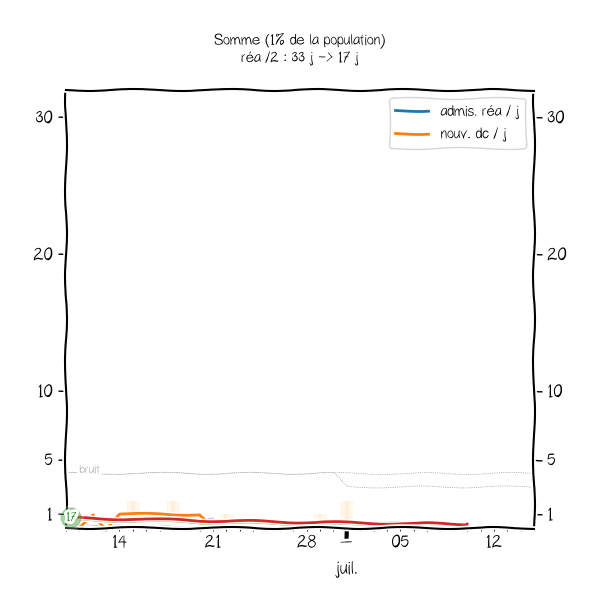 Somme (1% de la population)
réa /2 : 33 j -> 17 j
admis. réa / j
nouv. dc / j
30
30
20
20
10
10
5
5
bruit
1
17
1
14
21
28
1
05
12
juil.